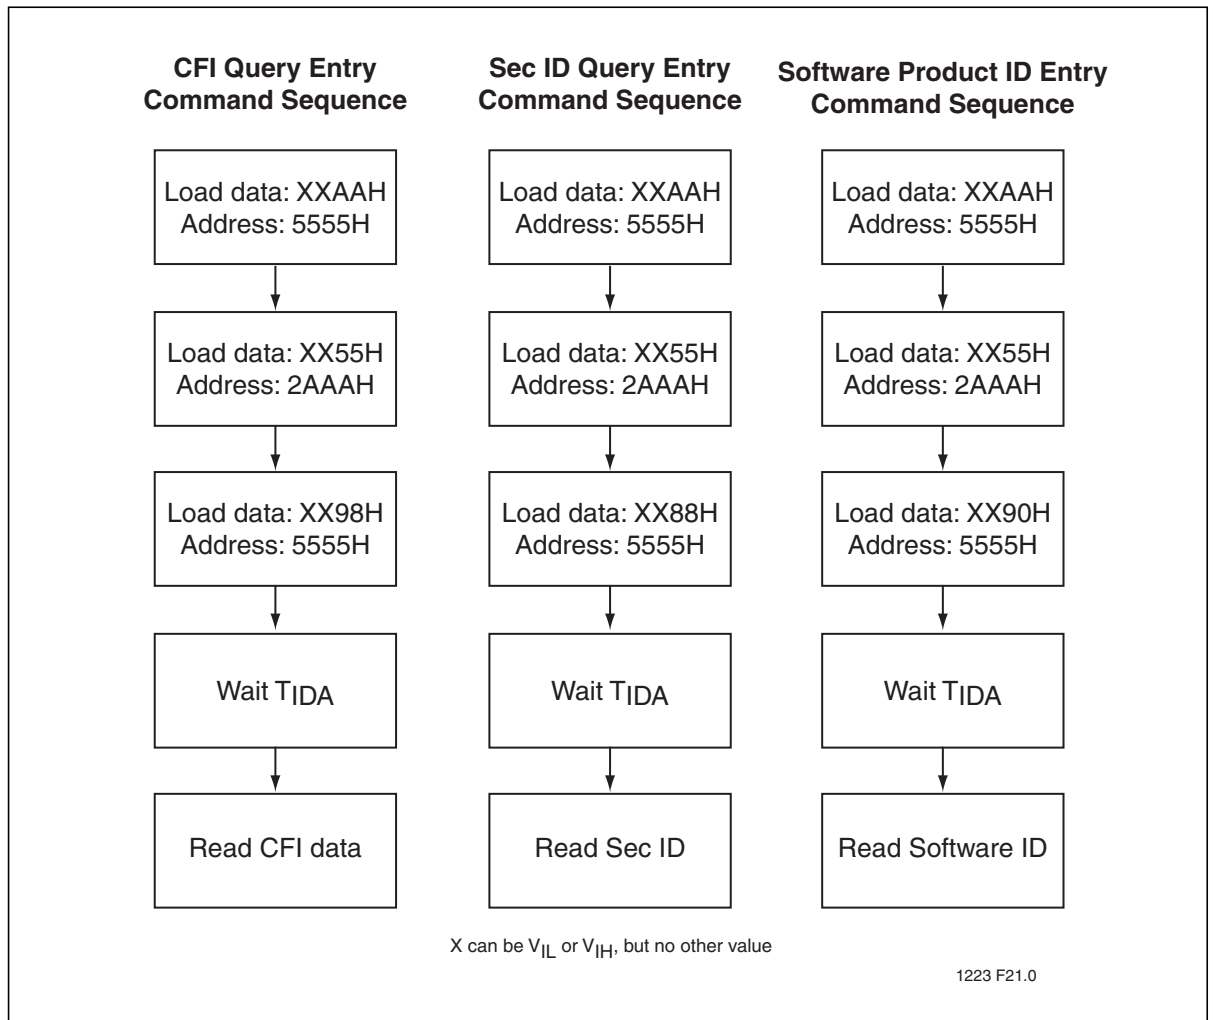 CFI Query Entry
Command Sequence
Load data: XXAAH
Address: 5555H
Load data: XX55H
Address: 2AAAH
Load data: XX98H
Address: 5555H
Wait TIDA
Read CFI data
Sec ID Query Entry
Command Sequence
Load data: XXAAH
Address: 5555H
Load data: XX55H
Address: 2AAAH
Load data: XX88H
Address: 5555H
Wait TIDA
Read Sec ID
Software Product ID Entry
Command Sequence
Load data: XXAAH
Address: 5555H
Load data: XX55H
Address: 2AAAH
Load data: XX90H
Address: 5555H
Wait TIDA
Read Software ID
X can be VIL or VIH, but no other value
1223 F21.0